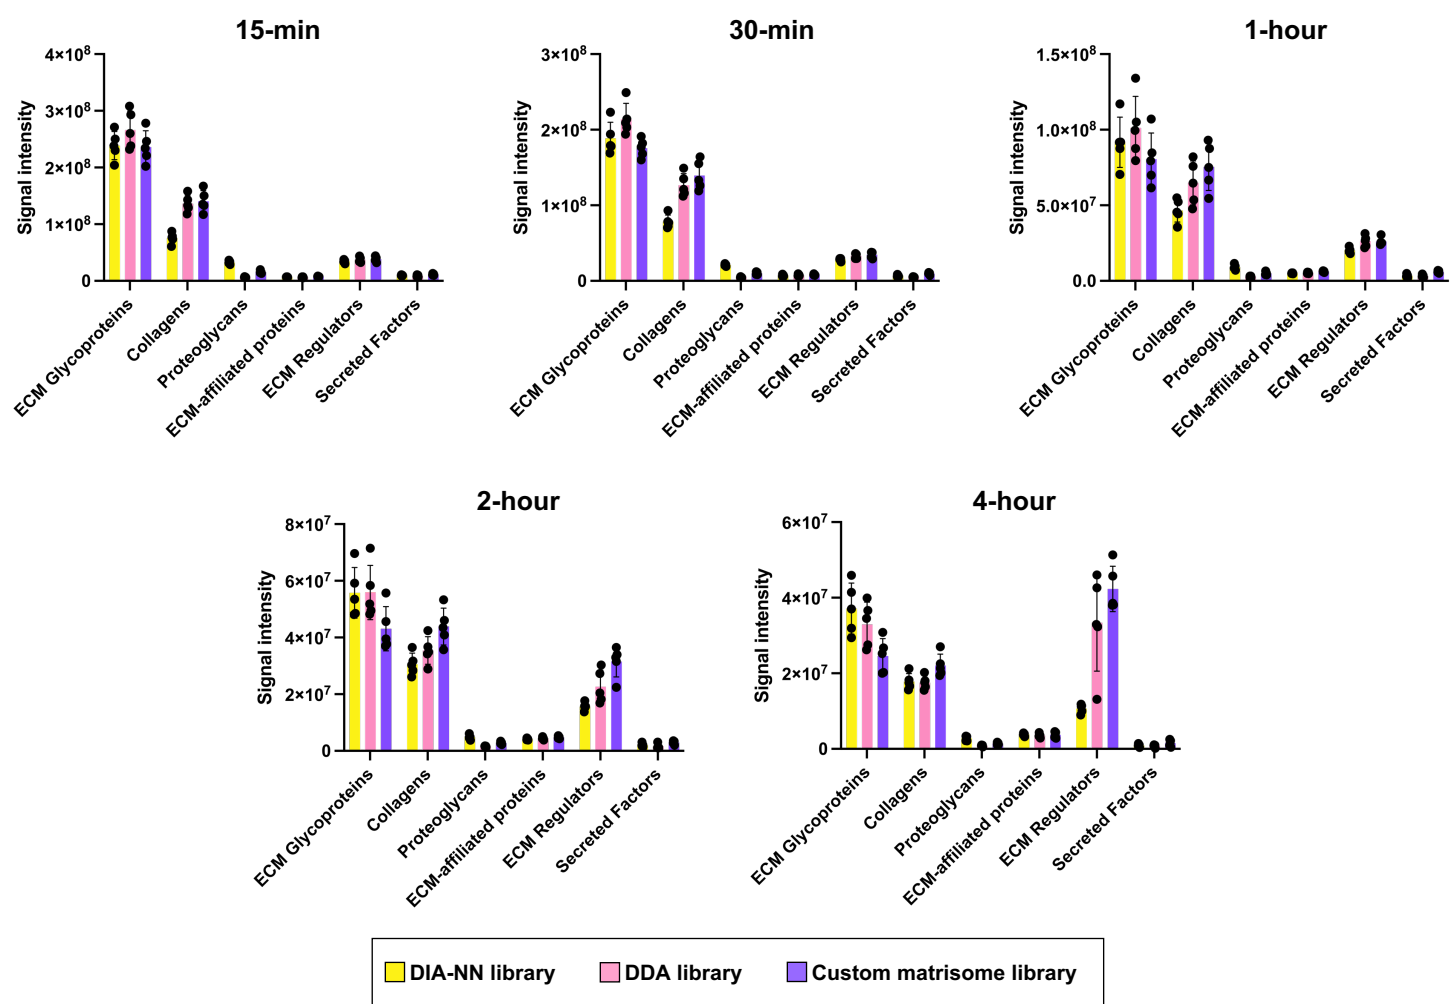 15-min
Signal intensity
4×10⁸
3×10⁸
2×10⁸
1×10⁸
0
ECM Glycoproteins
Collagens
Proteoglycans
ECM-affiliated proteins
ECM Regulators
Secreted Factors
30-min
Signal intensity
3×10⁸
2×10⁸
1×10⁸
0
ECM Glycoproteins
Collagens
Proteoglycans
ECM-affiliated proteins
ECM Regulators
Secreted Factors
1-hour
Signal intensity
1.5×10⁸
1.0×10⁸
5.0×10⁷
0.0
ECM Glycoproteins
Collagens
Proteoglycans
ECM-affiliated proteins
ECM Regulators
Secreted Factors
2-hour
Signal intensity
8×10⁷
6×10⁷
4×10⁷
2×10⁷
0
ECM Glycoproteins
Collagens
Proteoglycans
ECM-affiliated proteins
ECM Regulators
Secreted Factors
4-hour
Signal intensity
6×10⁷
4×10⁷
2×10⁷
0
ECM Glycoproteins
Collagens
Proteoglycans
ECM-affiliated proteins
ECM Regulators
Secreted Factors
DIA-NN library DDA library Custom matrisome library